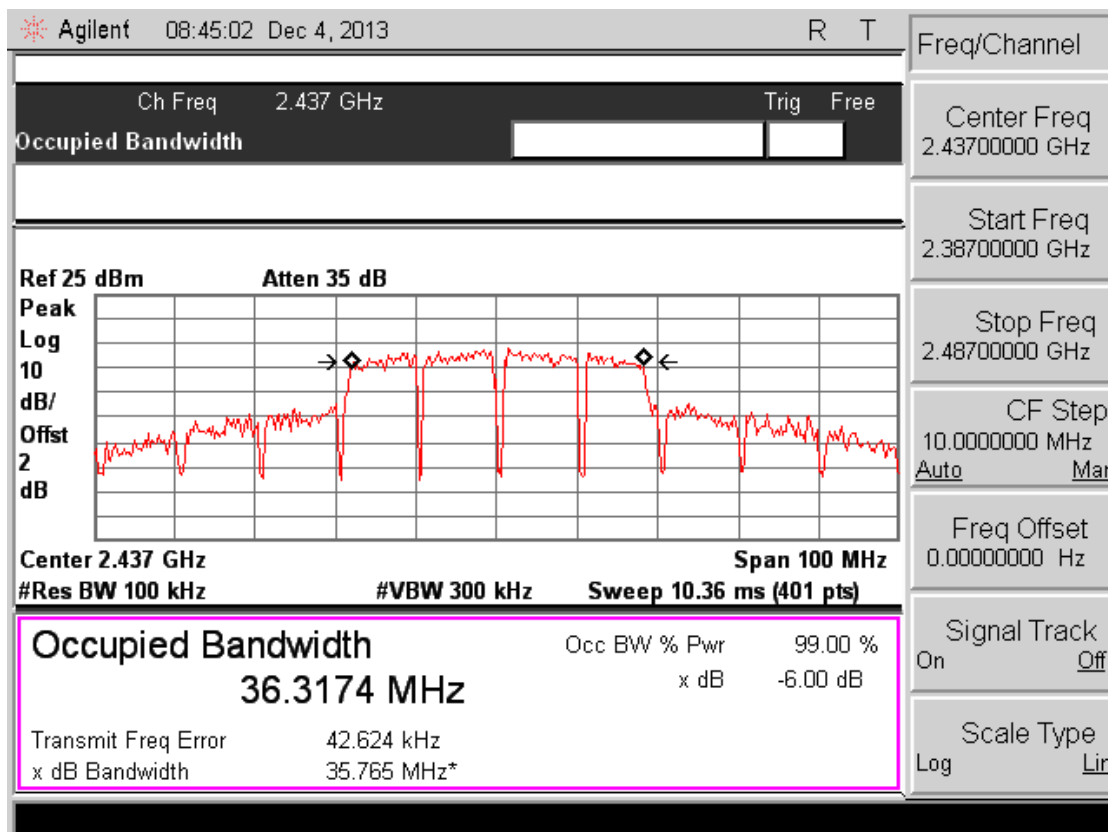 Agilent 08:45:02 Dec 4, 2013 R T
Ch Freq 2.437 GHz Trig Free
Occupied Bandwidth
Ref 25 dBm Atten 35 dB
Peak
Log
10
dB/
Offst
2
dB
Center 2.437 GHz Span 100 MHz
#Res BW 100 kHz #VBW 300 kHz Sweep 10.36 ms (401 pts)
Occupied Bandwidth
36.3174 MHz
Occ BW % Pwr 99.00 %
x dB -6.00 dB
Transmit Freq Error 42.624 kHz
x dB Bandwidth 35.765 MHz*
Freq/Channel
Center Freq
2.43700000 GHz
Start Freq
2.38700000 GHz
Stop Freq
2.48700000 GHz
CF Step
10.0000000 MHz
Auto Man
Freq Offset
0.00000000 Hz
Signal Track
On Off
Scale Type
Log Lin